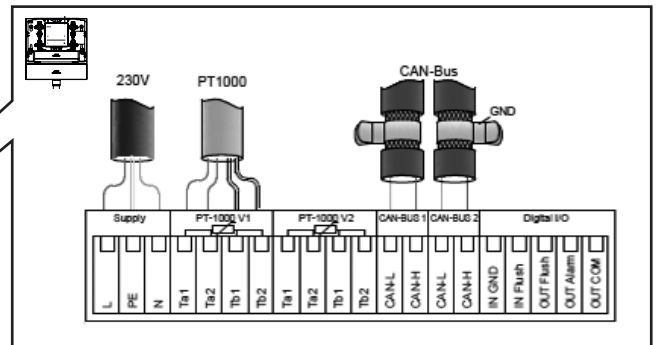 230V PT1000 CAN-Bus
GND
Supply PT-1000 V1 PT-1000 V2 CAN-BUS 1 CAN-BUS 2 Digital I/O
L PE N Ta1 Ta2 Tb1 Tb2 Ta1 Ta2 Tb1 Tb2 CAN-L CAN-H CAN-L CAN-H IN GND IN Flush OUT Flush OUT Alarm OUT COM